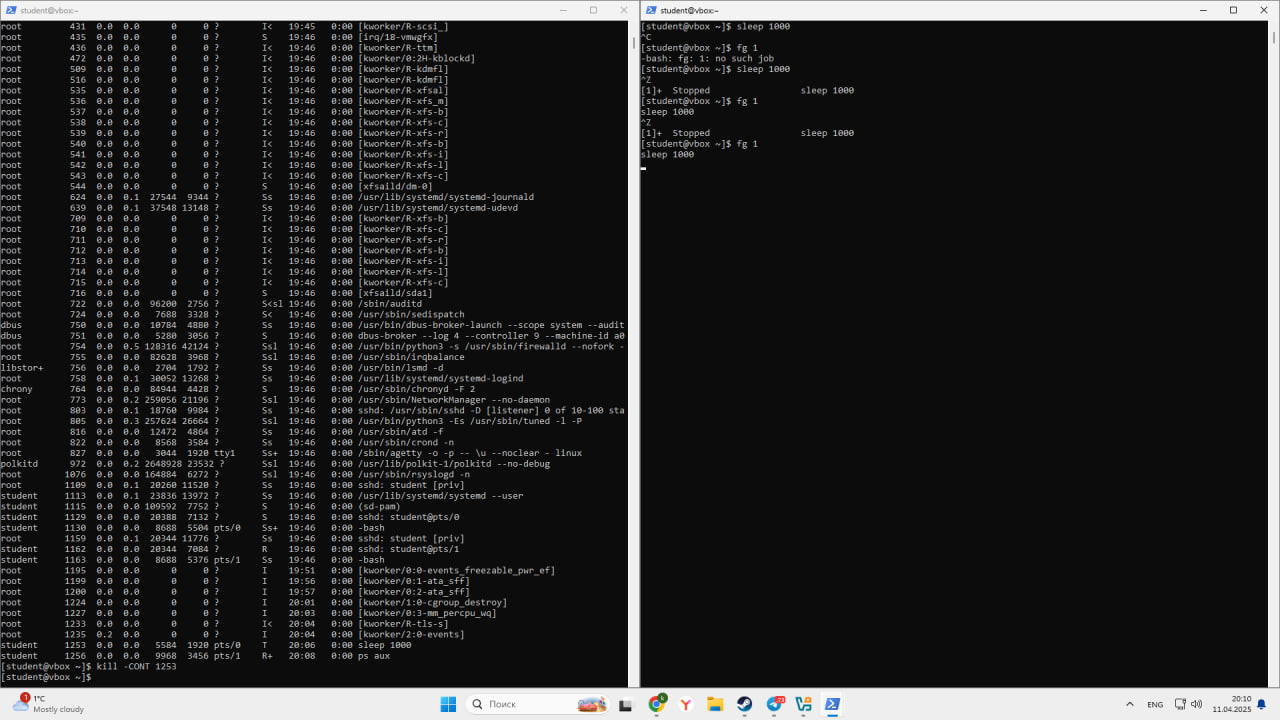 student@vbox:~
root 431 0.0 0.0 0 0 ? I< 19:45 0:00 [kworker/R-scsi_]
root 435 0.0 0.0 0 0 ? S 19:46 0:00 [irq/18-vmwgfx]
root 436 0.0 0.0 0 0 ? I< 19:46 0:00 [kworker/R-ttm]
root 472 0.0 0.0 0 0 ? I< 19:46 0:00 [kworker/0:2H-kblockd]
root 509 0.0 0.0 0 0 ? I< 19:46 0:00 [kworker/R-kdmfl]
root 516 0.0 0.0 0 0 ? I< 19:46 0:00 [kworker/R-kdmfl]
root 535 0.0 0.0 0 0 ? I< 19:46 0:00 [kworker/R-xfsal]
root 536 0.0 0.0 0 0 ? I< 19:46 0:00 [kworker/R-xfs_m]
root 537 0.0 0.0 0 0 ? I< 19:46 0:00 [kworker/R-xfs-b]
root 538 0.0 0.0 0 0 ? I< 19:46 0:00 [kworker/R-xfs-c]
root 539 0.0 0.0 0 0 ? I< 19:46 0:00 [kworker/R-xfs-r]
root 540 0.0 0.0 0 0 ? I< 19:46 0:00 [kworker/R-xfs-b]
root 541 0.0 0.0 0 0 ? I< 19:46 0:00 [kworker/R-xfs-i]
root 542 0.0 0.0 0 0 ? I< 19:46 0:00 [kworker/R-xfs-l]
root 543 0.0 0.0 0 0 ? I< 19:46 0:00 [kworker/R-xfs-c]
root 544 0.0 0.0 0 0 ? S 19:46 0:00 [xfsaild/dm-0]
root 624 0.0 0.1 27544 9344 ? Ss 19:46 0:00 /usr/lib/systemd/systemd-journald
root 639 0.0 0.1 37548 13148 ? Ss 19:46 0:00 /usr/lib/systemd/systemd-udevd
root 709 0.0 0.0 0 0 ? I< 19:46 0:00 [kworker/R-xfs-b]
root 710 0.0 0.0 0 0 ? I< 19:46 0:00 [kworker/R-xfs-c]
root 711 0.0 0.0 0 0 ? I< 19:46 0:00 [kworker/R-xfs-r]
root 712 0.0 0.0 0 0 ? I< 19:46 0:00 [kworker/R-xfs-b]
root 713 0.0 0.0 0 0 ? I< 19:46 0:00 [kworker/R-xfs-i]
root 714 0.0 0.0 0 0 ? I< 19:46 0:00 [kworker/R-xfs-l]
root 715 0.0 0.0 0 0 ? I< 19:46 0:00 [kworker/R-xfs-c]
root 716 0.0 0.0 0 0 ? S 19:46 0:00 [xfsaild/sda1]
root 722 0.0 0.0 96200 2756 ? S<sl 19:46 0:00 /sbin/auditd
root 724 0.0 0.0 7688 3328 ? S< 19:46 0:00 /usr/sbin/sedispatch
dbus 750 0.0 0.0 10784 4880 ? Ss 19:46 0:00 /usr/bin/dbus-broker-launch --scope system --audit
dbus 751 0.0 0.0 5280 3056 ? S 19:46 0:00 dbus-broker --log 4 --controller 9 --machine-id a0
root 754 0.0 0.5 128316 42124 ? Ssl 19:46 0:00 /usr/bin/python3 -s /usr/sbin/firewalld --nofork -
root 755 0.0 0.0 82628 3968 ? Ssl 19:46 0:00 /usr/sbin/irqbalance
libstor+ 756 0.0 0.0 2704 1792 ? Ss 19:46 0:00 /usr/bin/lsmd -d
root 758 0.0 0.1 30052 13268 ? Ss 19:46 0:00 /usr/lib/systemd/systemd-logind
chrony 764 0.0 0.0 84944 4428 ? S 19:46 0:00 /usr/sbin/chronyd -F 2
root 773 0.0 0.2 259056 21196 ? Ssl 19:46 0:00 /usr/sbin/NetworkManager --no-daemon
root 803 0.0 0.1 18760 9984 ? Ss 19:46 0:00 sshd: /usr/sbin/sshd -D [listener] 0 of 10-100 sta
root 805 0.0 0.3 257624 26664 ? Ssl 19:46 0:00 /usr/bin/python3 -Es /usr/sbin/tuned -l -P
root 816 0.0 0.0 12472 4864 ? Ss 19:46 0:00 /usr/sbin/atd -f
root 822 0.0 0.0 8568 3584 ? Ss 19:46 0:00 /usr/sbin/crond -n
root 827 0.0 0.0 3044 1920 tty1 Ss+ 19:46 0:00 /sbin/agetty -o -p -- \u --noclear - linux
polkitd 972 0.0 0.2 2648928 23532 ? Ssl 19:46 0:00 /usr/lib/polkit-1/polkitd --no-debug
root 1076 0.0 0.0 164884 6272 ? Ssl 19:46 0:00 /usr/sbin/rsyslogd -n
root 1109 0.0 0.1 20260 11520 ? Ss 19:46 0:00 sshd: student [priv]
student 1113 0.0 0.1 23836 13972 ? Ss 19:46 0:00 /usr/lib/systemd/systemd --user
student 1115 0.0 0.0 109592 7752 ? S 19:46 0:00 (sd-pam)
student 1129 0.0 0.0 20388 7132 ? S 19:46 0:00 sshd: student@pts/0
student 1130 0.0 0.0 8688 5504 pts/0 Ss+ 19:46 0:00 -bash
root 1159 0.0 0.1 20344 11776 ? Ss 19:46 0:00 sshd: student [priv]
student 1162 0.0 0.0 20344 7084 ? R 19:46 0:00 sshd: student@pts/1
student 1163 0.0 0.0 8688 5376 pts/1 Ss 19:46 0:00 -bash
root 1195 0.0 0.0 0 0 ? I 19:51 0:00 [kworker/0:0-events_freezable_pwr_ef]
root 1199 0.0 0.0 0 0 ? I 19:56 0:00 [kworker/0:1-ata_sff]
root 1200 0.0 0.0 0 0 ? I 19:57 0:00 [kworker/0:2-ata_sff]
root 1224 0.0 0.0 0 0 ? I 20:01 0:00 [kworker/1:0-cgroup_destroy]
root 1227 0.0 0.0 0 0 ? I 20:03 0:00 [kworker/0:3-mm_percpu_wq]
root 1233 0.0 0.0 0 0 ? I< 20:04 0:00 [kworker/R-tls-s]
root 1235 0.2 0.0 0 0 ? I 20:04 0:00 [kworker/2:0-events]
student 1253 0.0 0.0 5584 1920 pts/0 T 20:06 0:00 sleep 1000
student 1256 0.0 0.0 9968 3456 pts/1 R+ 20:08 0:00 ps aux
[student@vbox ~]$ kill -CONT 1253
[student@vbox ~]$
student@vbox:~
[student@vbox ~]$ sleep 1000
^C
[student@vbox ~]$ fg 1
-bash: fg: 1: no such job
[student@vbox ~]$ sleep 1000
^Z
[1]+ Stopped sleep 1000
[student@vbox ~]$ fg 1
sleep 1000
^Z
[1]+ Stopped sleep 1000
[student@vbox ~]$ fg 1
sleep 1000
1
1°C
Mostly cloudy
Поиск
k
73
ENG
20:10
11.04.2025